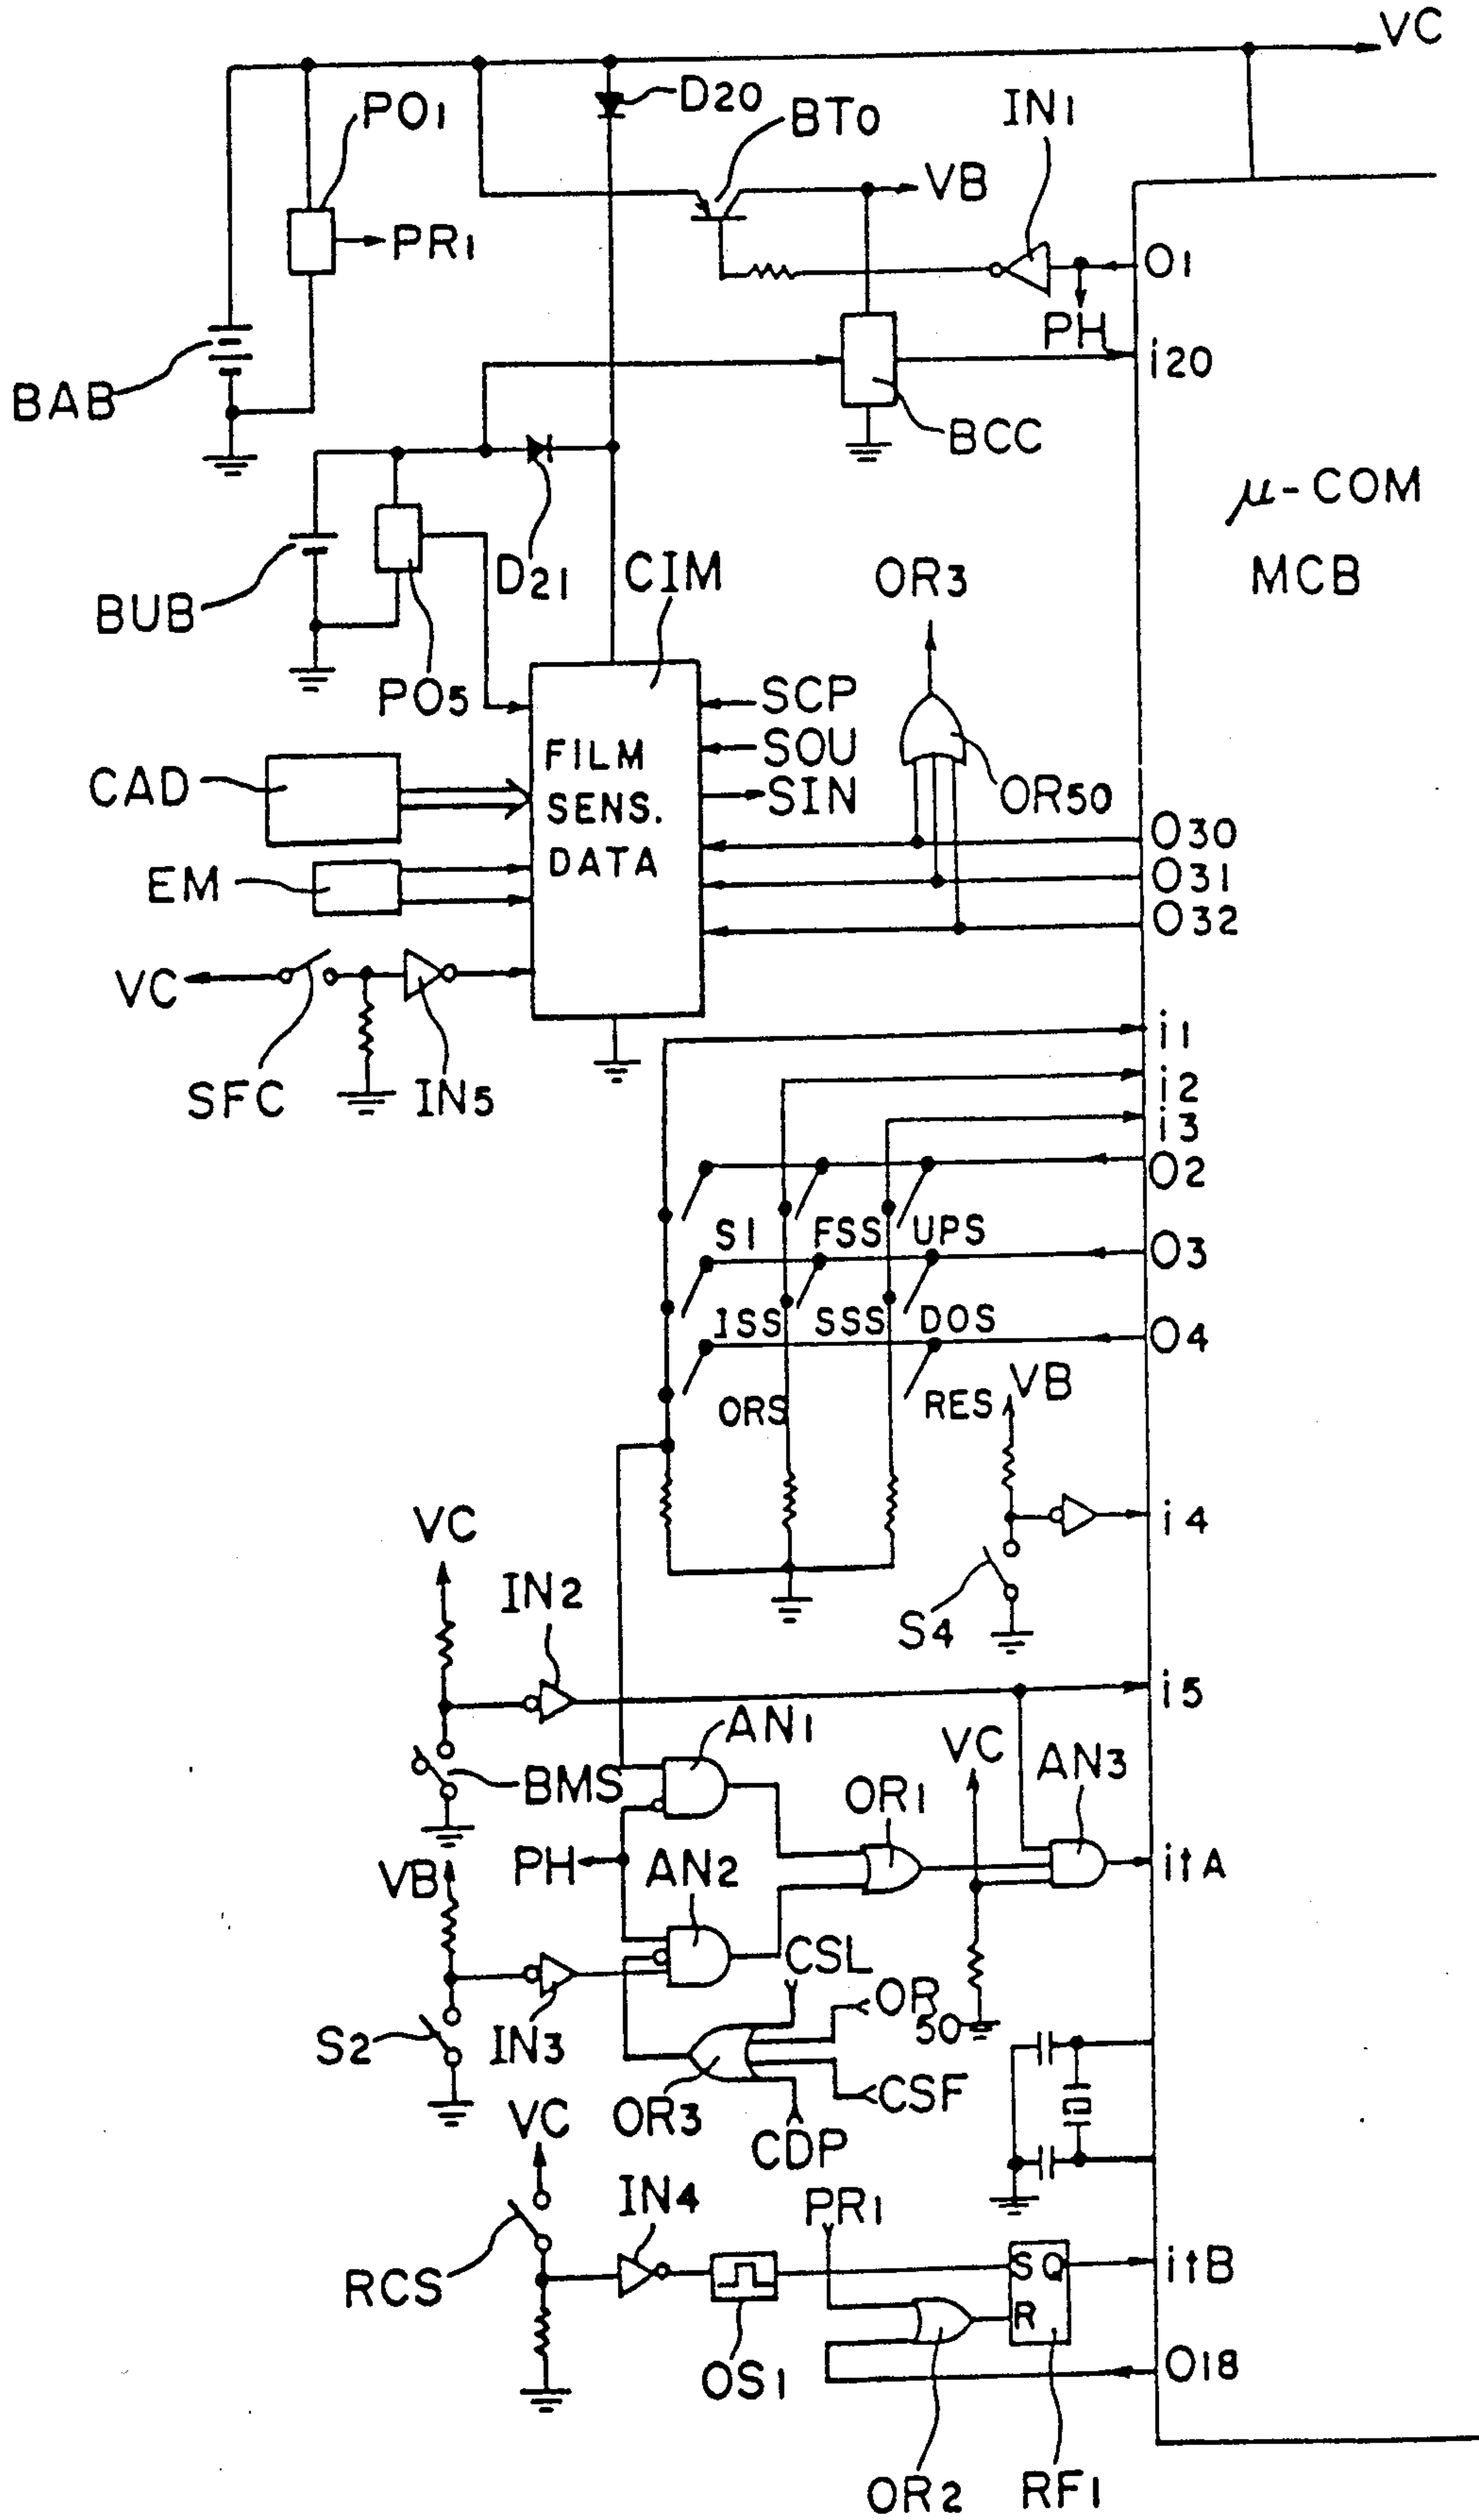 VC
PO1
D20
BTO
IN1
PR1
VB
O1
PH
i20
BAB
BCC
μ-COM
MCB
D21
CIM
OR3
BUB
PO5
SCP
SOU
SIN
FILM
SENS.
DATA
CAD
OR50
O30
EM
O31
O32
VC
SFC
IN5
i1
i2
i3
O2
S1
FSS
UPS
O3
ISS
SSS
DOS
O4
ORS
RES
VB
VC
i4
IN2
S4
i5
AN1
VC
AN3
BMS
OR1
PH
AN2
itA
VB
CSL
OR
50
S2
IN3
CSF
OR3
CDP
VC
IN4
PR1
RCS
S Q
R
itB
OS1
O18
OR2
RF1